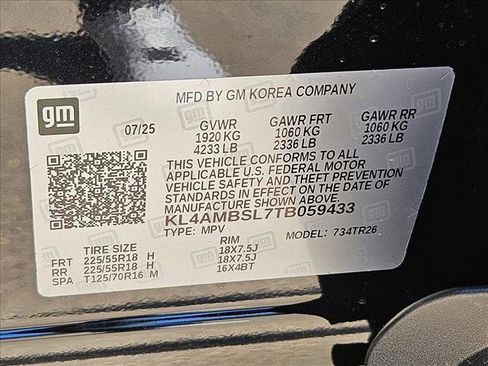 gm
MFD BY GM KOREA COMPANY
07/25 GVWR GAWR FRT GAWR RR
1920 KG 1060 KG 1060 KG
4233 LB 2336 LB 2336 LB
THIS VEHICLE CONFORMS TO ALL
APPLICABLE U.S. FEDERAL MOTOR
VEHICLE SAFETY AND THEFT PREVENTION
STANDARDS IN EFFECT ON THE DATE OF
MANUFACTURE SHOWN ABOVE.
KL4AMBSL7TB059433
TYPE: MPV MODEL: 734TR26
TIRE SIZE RIM
FRT 225/55R18 H 18X7.5J
RR 225/55R18 H 18X7.5J
SPA T125/70R16 M 16X4BT